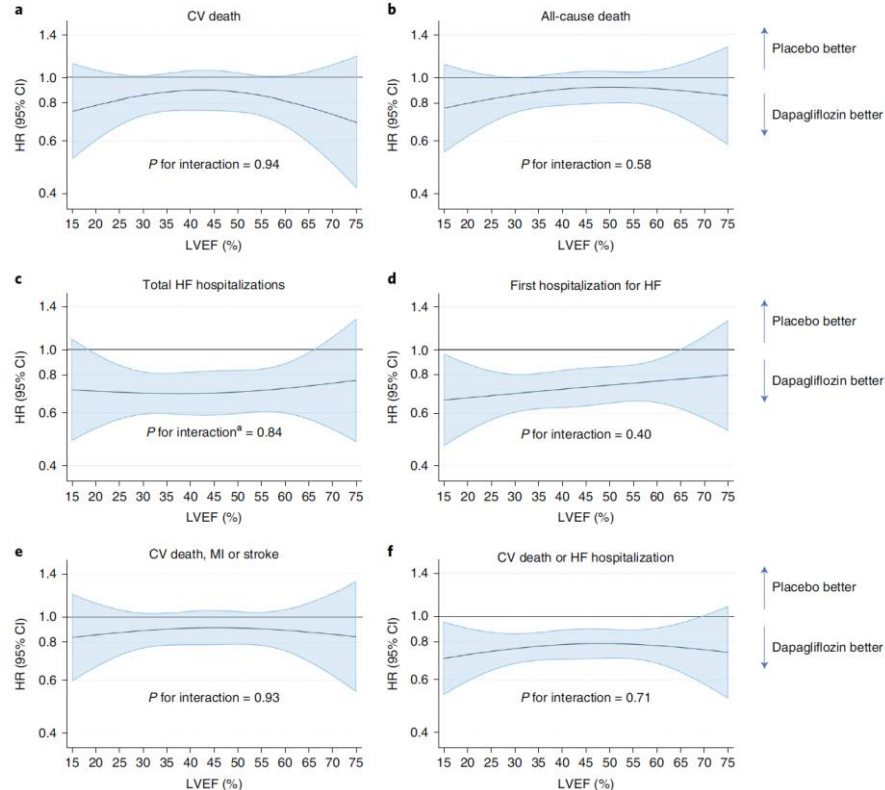 a
CV death
1.4
1.0
0.8
0.6
0.4
HR (95% CI)
P for interaction = 0.94
15 20 25 30 35 40 45 50 55 60 65 70 75
LVEF (%)
b
All-cause death
1.4
1.0
0.8
0.6
0.4
HR (95% CI)
P for interaction = 0.58
15 20 25 30 35 40 45 50 55 60 65 70 75
LVEF (%)
Placebo better
Dapagliflozin better
c
Total HF hospitalizations
1.4
1.0
0.8
0.6
0.4
HR (95% CI)
P for interactionᵃ = 0.84
15 20 25 30 35 40 45 50 55 60 65 70 75
LVEF (%)
d
First hospitalization for HF
1.4
1.0
0.8
0.6
0.4
HR (95% CI)
P for interaction = 0.40
15 20 25 30 35 40 45 50 55 60 65 70 75
LVEF (%)
Placebo better
Dapagliflozin better
e
CV death, MI or stroke
1.4
1.0
0.8
0.6
0.4
HR (95% CI)
P for interaction = 0.93
15 20 25 30 35 40 45 50 55 60 65 70 75
LVEF (%)
f
CV death or HF hospitalization
1.4
1.0
0.8
0.6
0.4
HR (95% CI)
P for interaction = 0.71
15 20 25 30 35 40 45 50 55 60 65 70 75
LVEF (%)
Placebo better
Dapagliflozin better